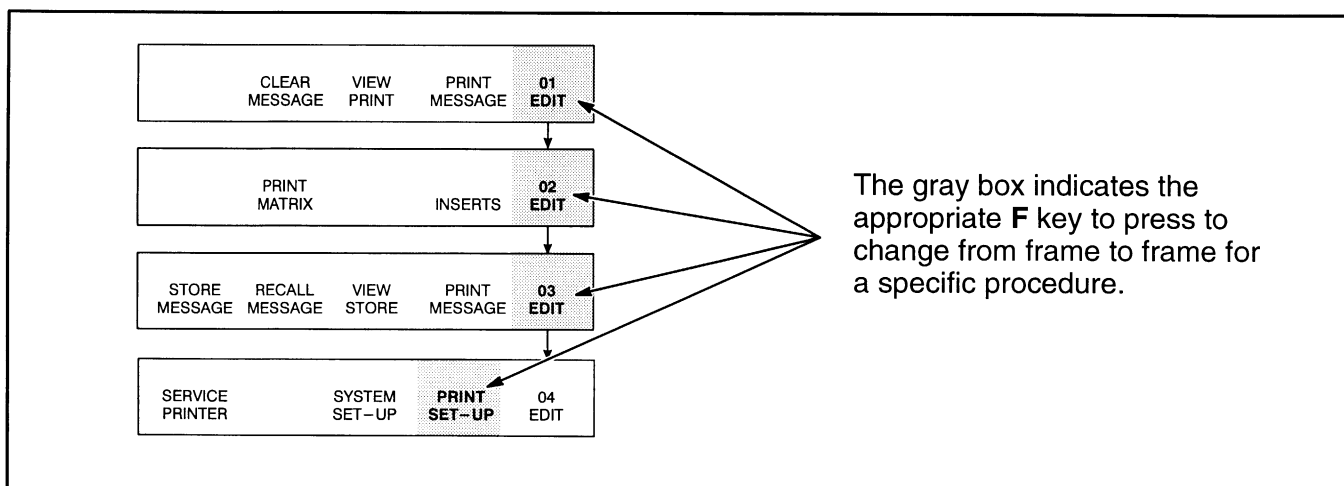 CLEAR VIEW PRINT 01
MESSAGE PRINT MESSAGE EDIT
PRINT 02
MATRIX INSERTS EDIT
STORE RECALL VIEW PRINT 03
MESSAGE MESSAGE STORE MESSAGE EDIT
SERVICE SYSTEM PRINT 04
PRINTER SET-UP SET-UP EDIT
The gray box indicates the
appropriate F key to press to
change from frame to frame for
a specific procedure.